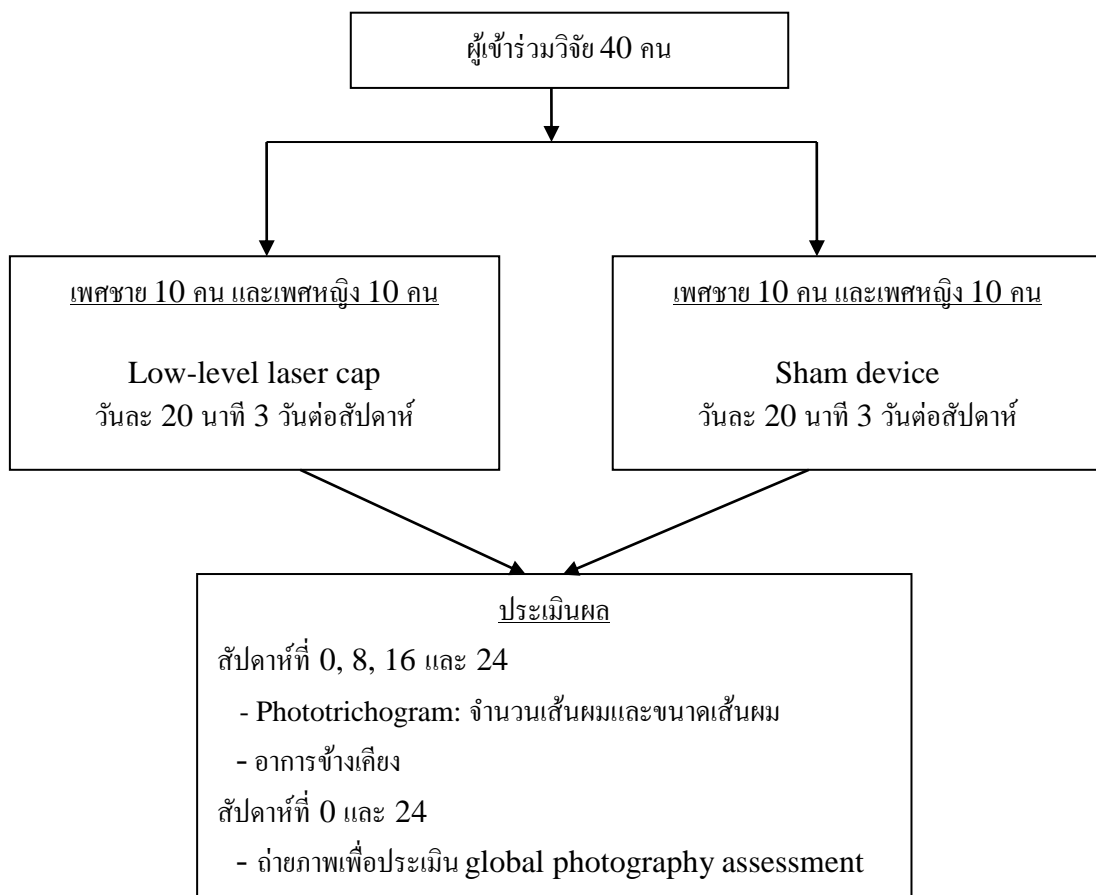 ผู้เข้าร่วมวิจัย 40 คน
เพศชาย 10 คน และเพศหญิง 10 คน
Low-level laser cap
วันละ 20 นาที 3 วันต่อสัปดาห์
เพศชาย 10 คน และเพศหญิง 10 คน
Sham device
วันละ 20 นาที 3 วันต่อสัปดาห์
ประเมินผล
สัปดาห์ที่ 0, 8, 16 และ 24
- Phototrichogram: จำนวนเส้นผมและขนาดเส้นผม
- อาการข้างเคียง
สัปดาห์ที่ 0 และ 24
- ถ่ายภาพเพื่อประเมิน global photography assessment